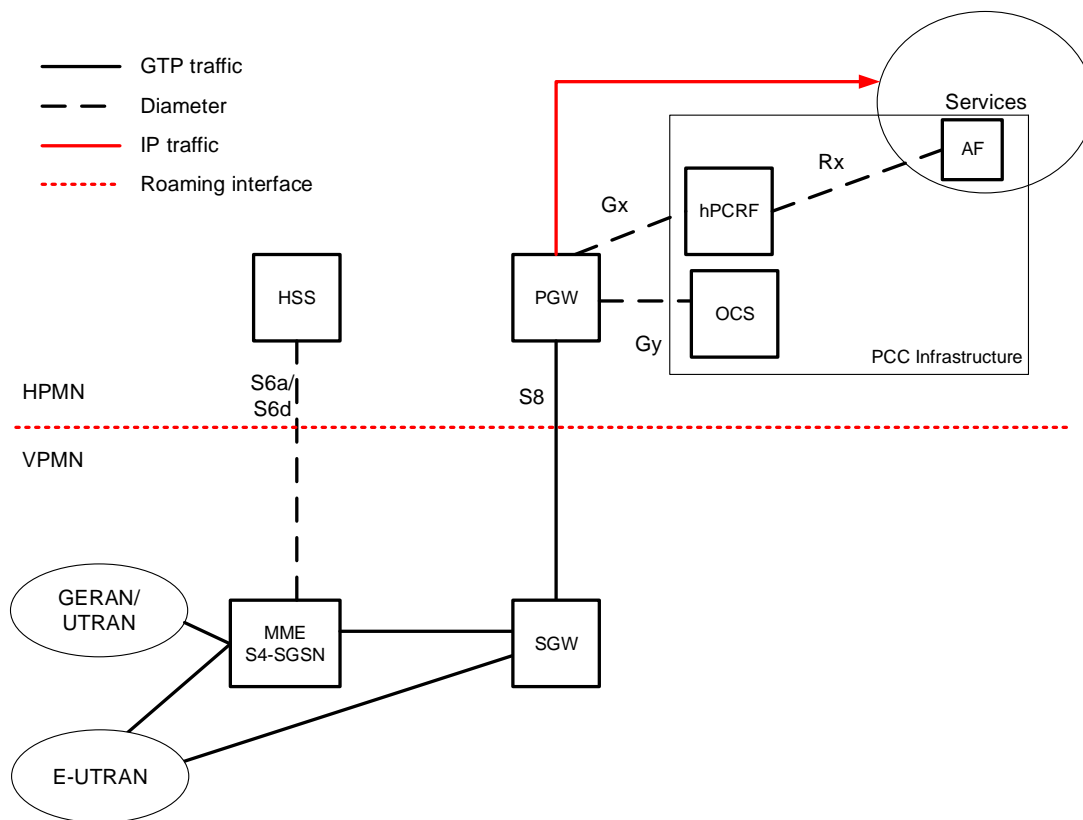 GTP traffic
Diameter
IP traffic
Roaming interface
Services
AF
Rx
Gx
hPCRF
HSS
PGW
OCS
Gy
PCC Infrastructure
S6a/
S6d
S8
HPMN
VPMN
GERAN/
UTRAN
MME
S4-SGSN
SGW
E-UTRAN